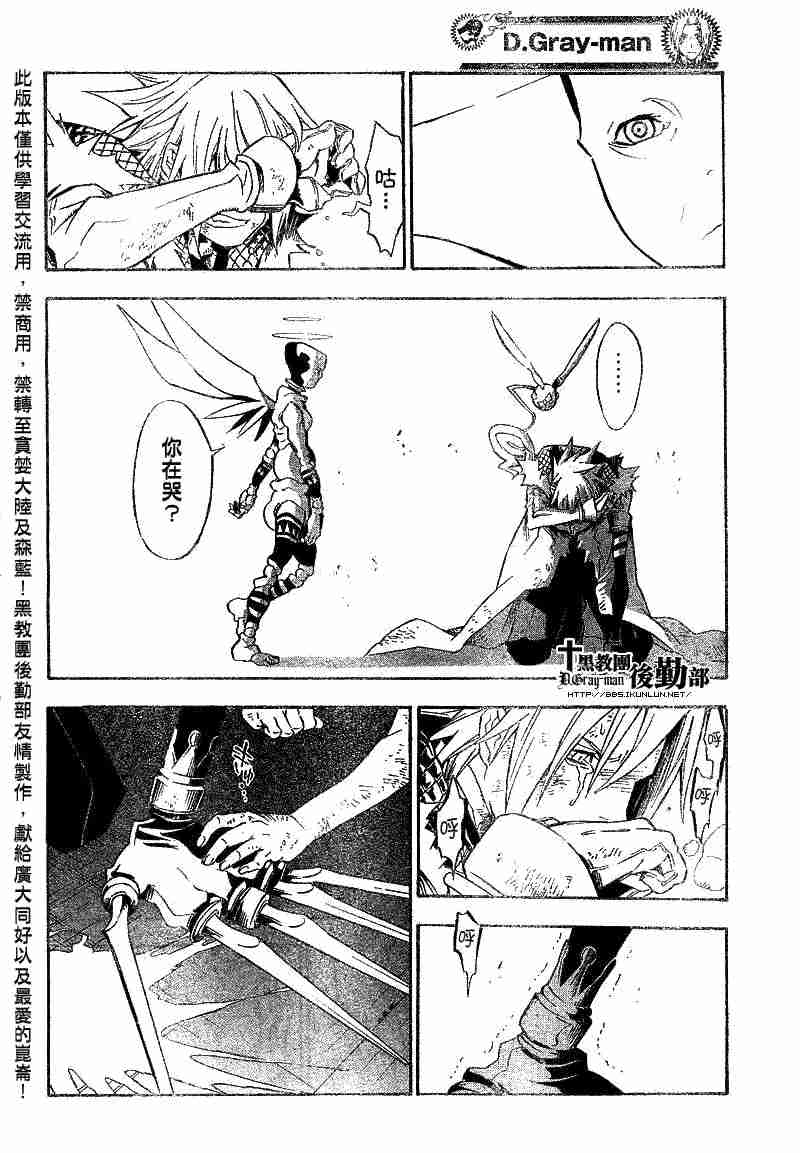 D.Gray-man
咕…
……
你在哭？
黑教團
D.Gray-man 後勤部
HTTP://BBS.IKUNLUN.NET/
呼
呼
呼
呼
此版本僅供學習交流用，禁商用，禁轉至貪婪大陸及森藍！黑教團後勤部友情製作，獻給廣大同好以及最愛的崑崙！